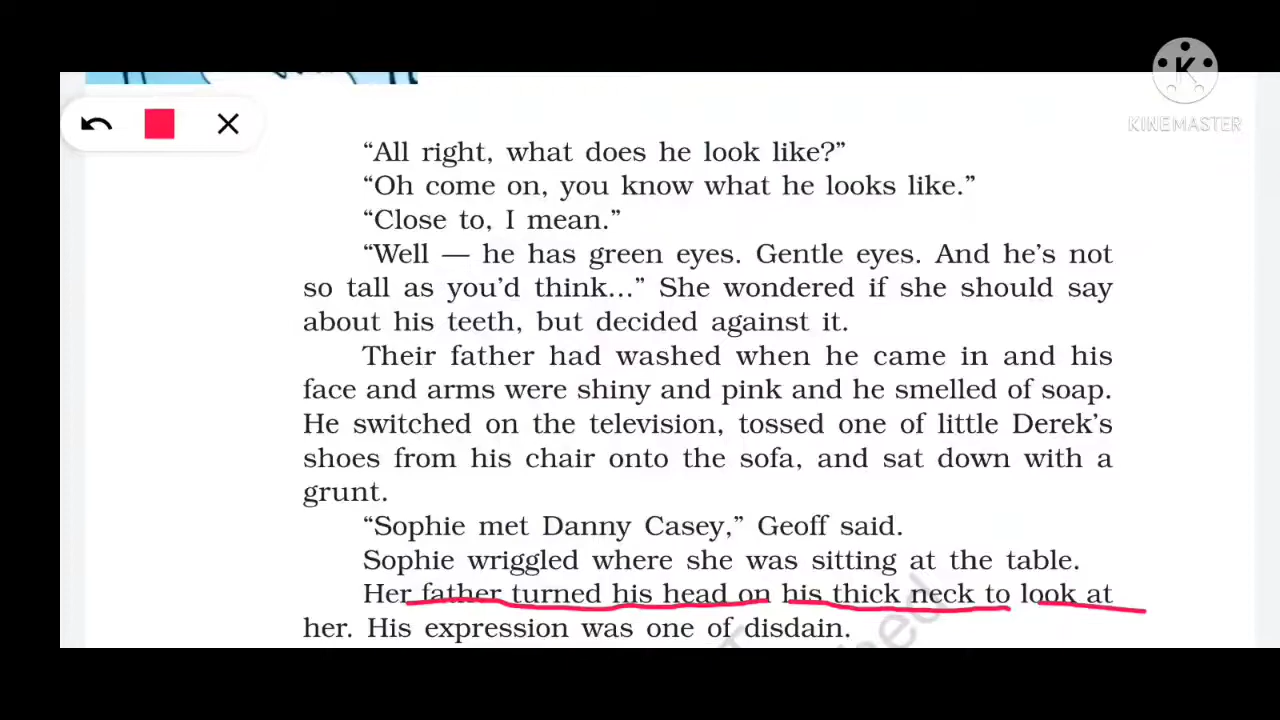 KINEMASTER
“All right, what does he look like?”
“Oh come on, you know what he looks like.”
“Close to, I mean.”
“Well — he has green eyes. Gentle eyes. And he’s not
so tall as you’d think...” She wondered if she should say
about his teeth, but decided against it.
Their father had washed when he came in and his
face and arms were shiny and pink and he smelled of soap.
He switched on the television, tossed one of little Derek’s
shoes from his chair onto the sofa, and sat down with a
grunt.
“Sophie met Danny Casey,” Geoff said.
Sophie wriggled where she was sitting at the table.
Her father turned his head on his thick neck to look at
her. His expression was one of disdain.